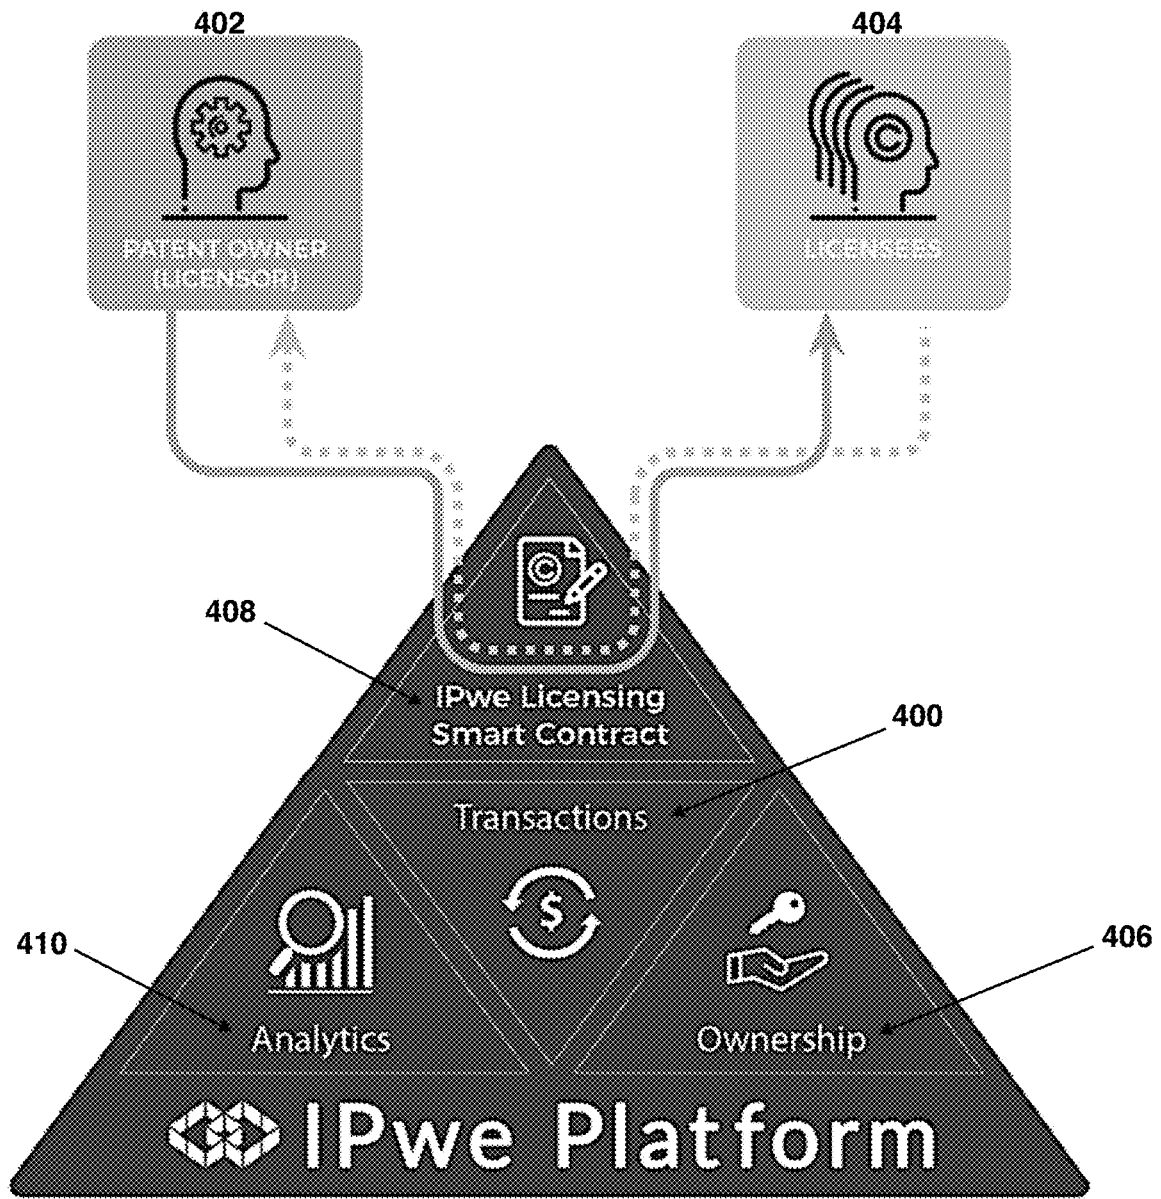 402
404
PATENT OWNER
(LICENSOR)
LICENSEES
408
IPwe Licensing
Smart Contract
400
Transactions
$
410
406
Analytics
Ownership
IPwe Platform